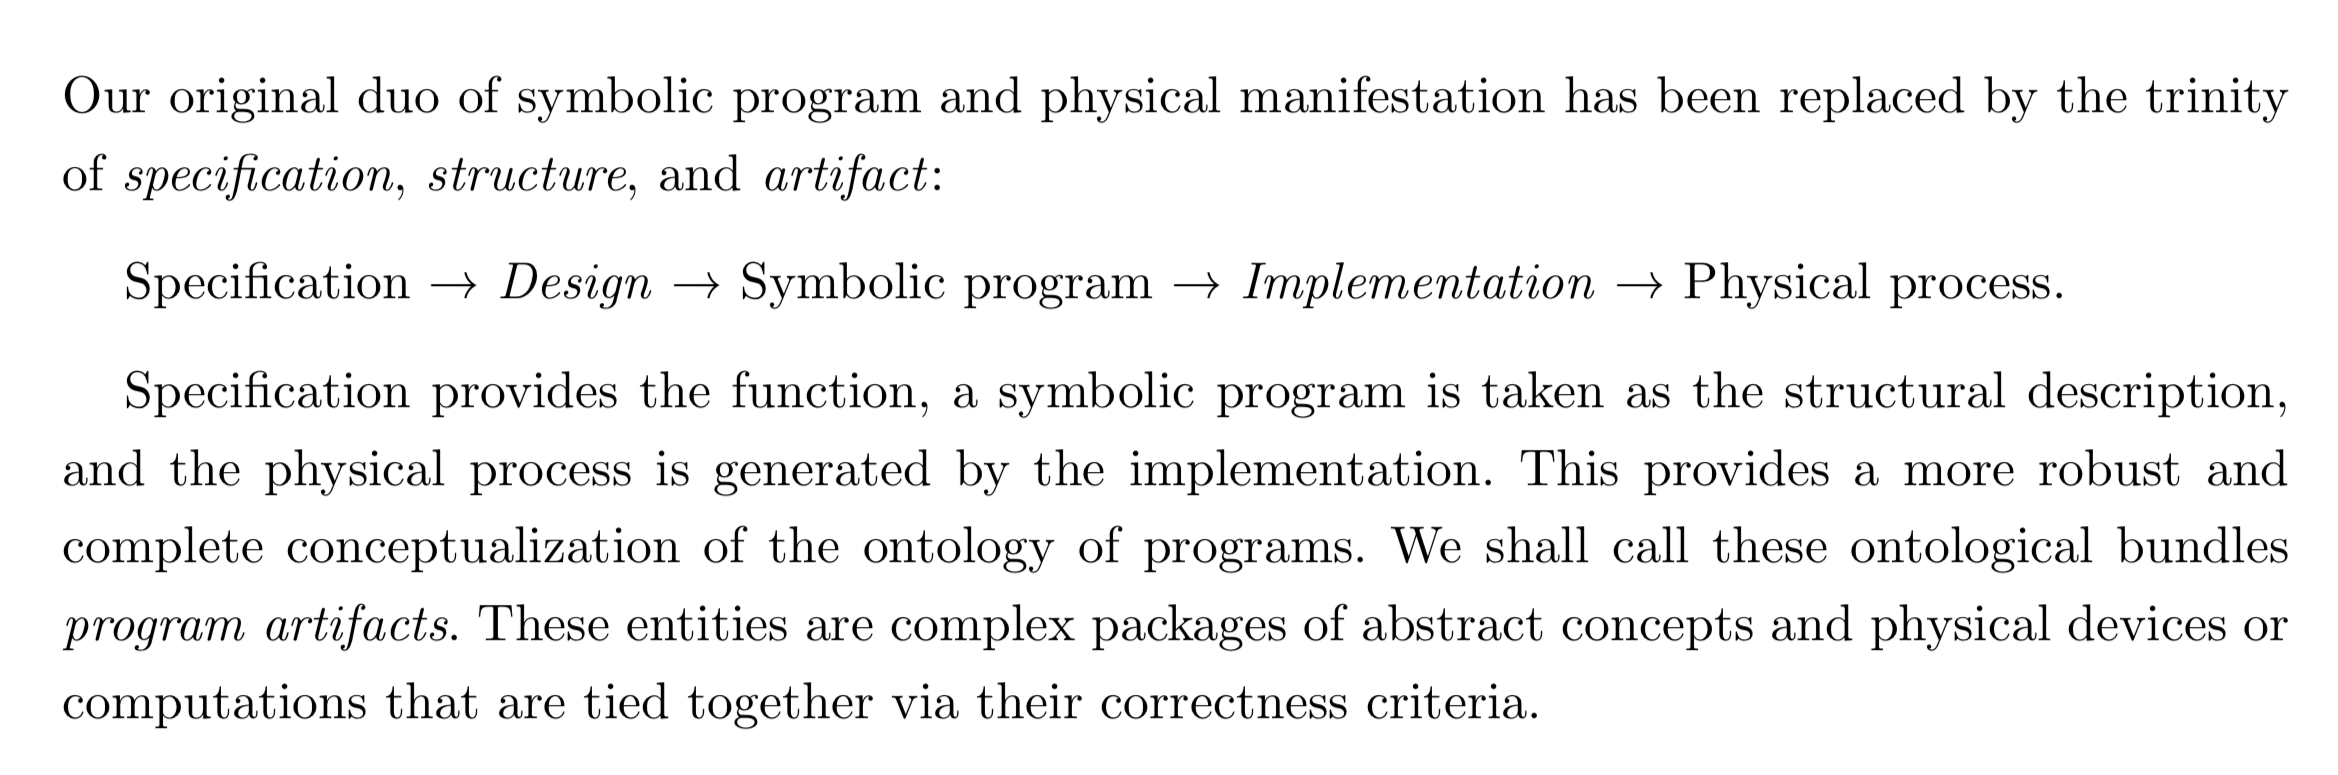 Our original duo of symbolic program and physical manifestation has been replaced by the trinity
of specification, structure, and artifact:
Specification → Design → Symbolic program → Implementation → Physical process.
Specification provides the function, a symbolic program is taken as the structural description,
and the physical process is generated by the implementation. This provides a more robust and
complete conceptualization of the ontology of programs. We shall call these ontological bundles
program artifacts. These entities are complex packages of abstract concepts and physical devices or
computations that are tied together via their correctness criteria.